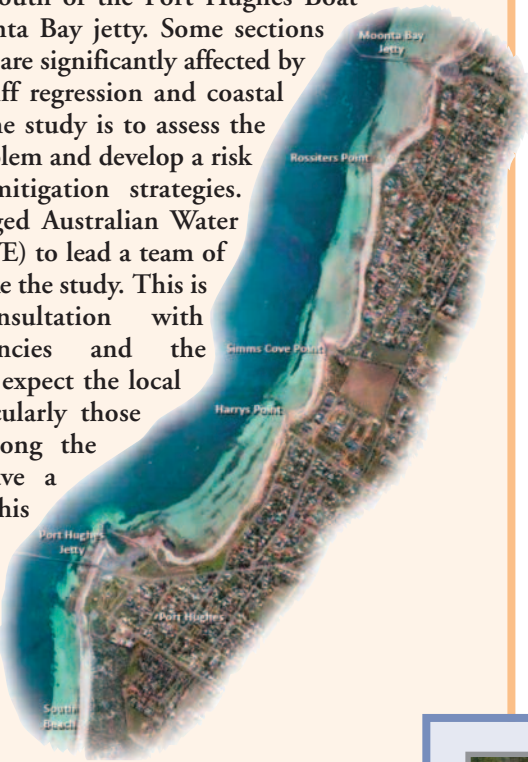 outh of the Port Hughes Boat
nta Bay jetty. Some sections
are significantly affected by
ff regression and coastal
e study is to assess the
lem and develop a risk
mitigation strategies.
ged Australian Water
E) to lead a team of
e the study. This is
nsultation with
ncies and the
expect the local
cularly those
ong the
ve a
his
Moonta Bay
Jetty
Rossiters Point
Simms Cove Point
Harrys Point
Port Hughes
Jetty
Port Hughes
South
Beach